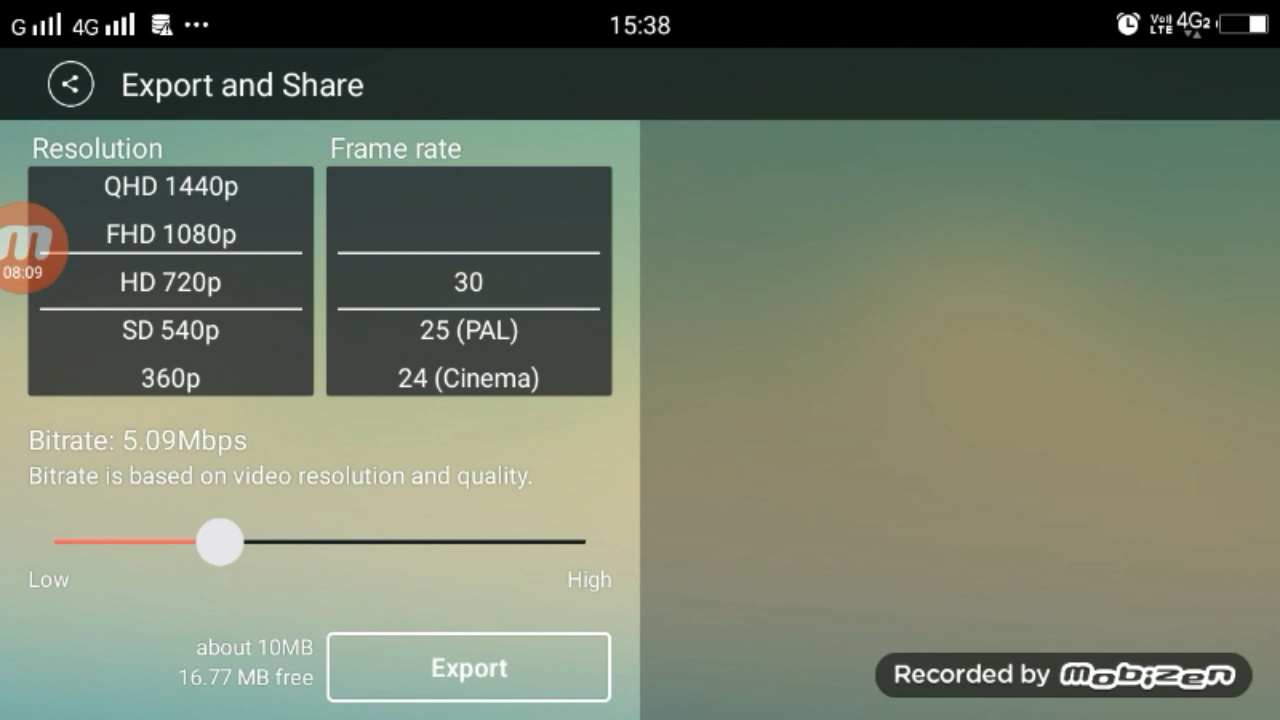 G 4G ... 15:38 VoLTE 4G2
Export and Share
Resolution
Frame rate
QHD 1440p
FHD 1080p
HD 720p
SD 540p
360p
30
25 (PAL)
24 (Cinema)
m
08:09
Bitrate: 5.09Mbps
Bitrate is based on video resolution and quality.
Low
High
about 10MB
16.77 MB free
Export
Recorded by mobizen